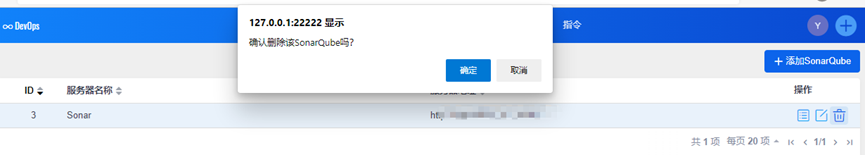 DevOps
127.0.0.1:22222 显示
确认删除该SonarQube吗?
确定
取消
指令
Y
+ 添加SonarQube
ID
服务器名称
操作
3
Sonar
共 1 项
每页 20 项
1/1